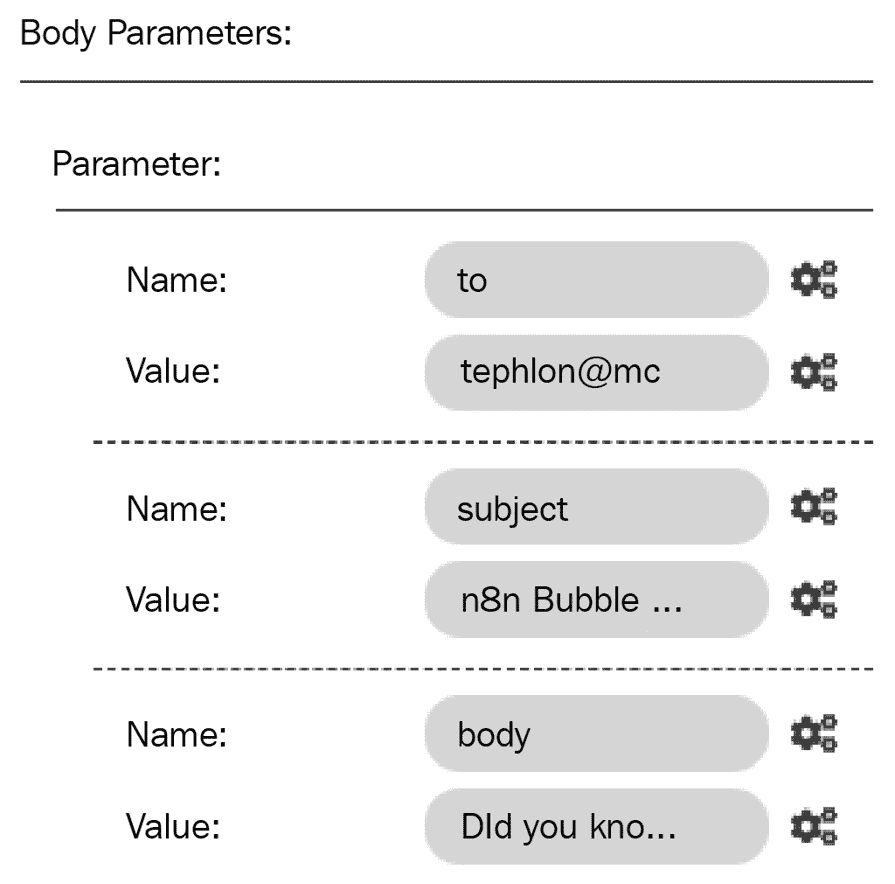 Body Parameters:
Parameter:
Name: to
Value: tephlon@mc
Name: subject
Value: n8n Bubble ...
Name: body
Value: DId you kno...